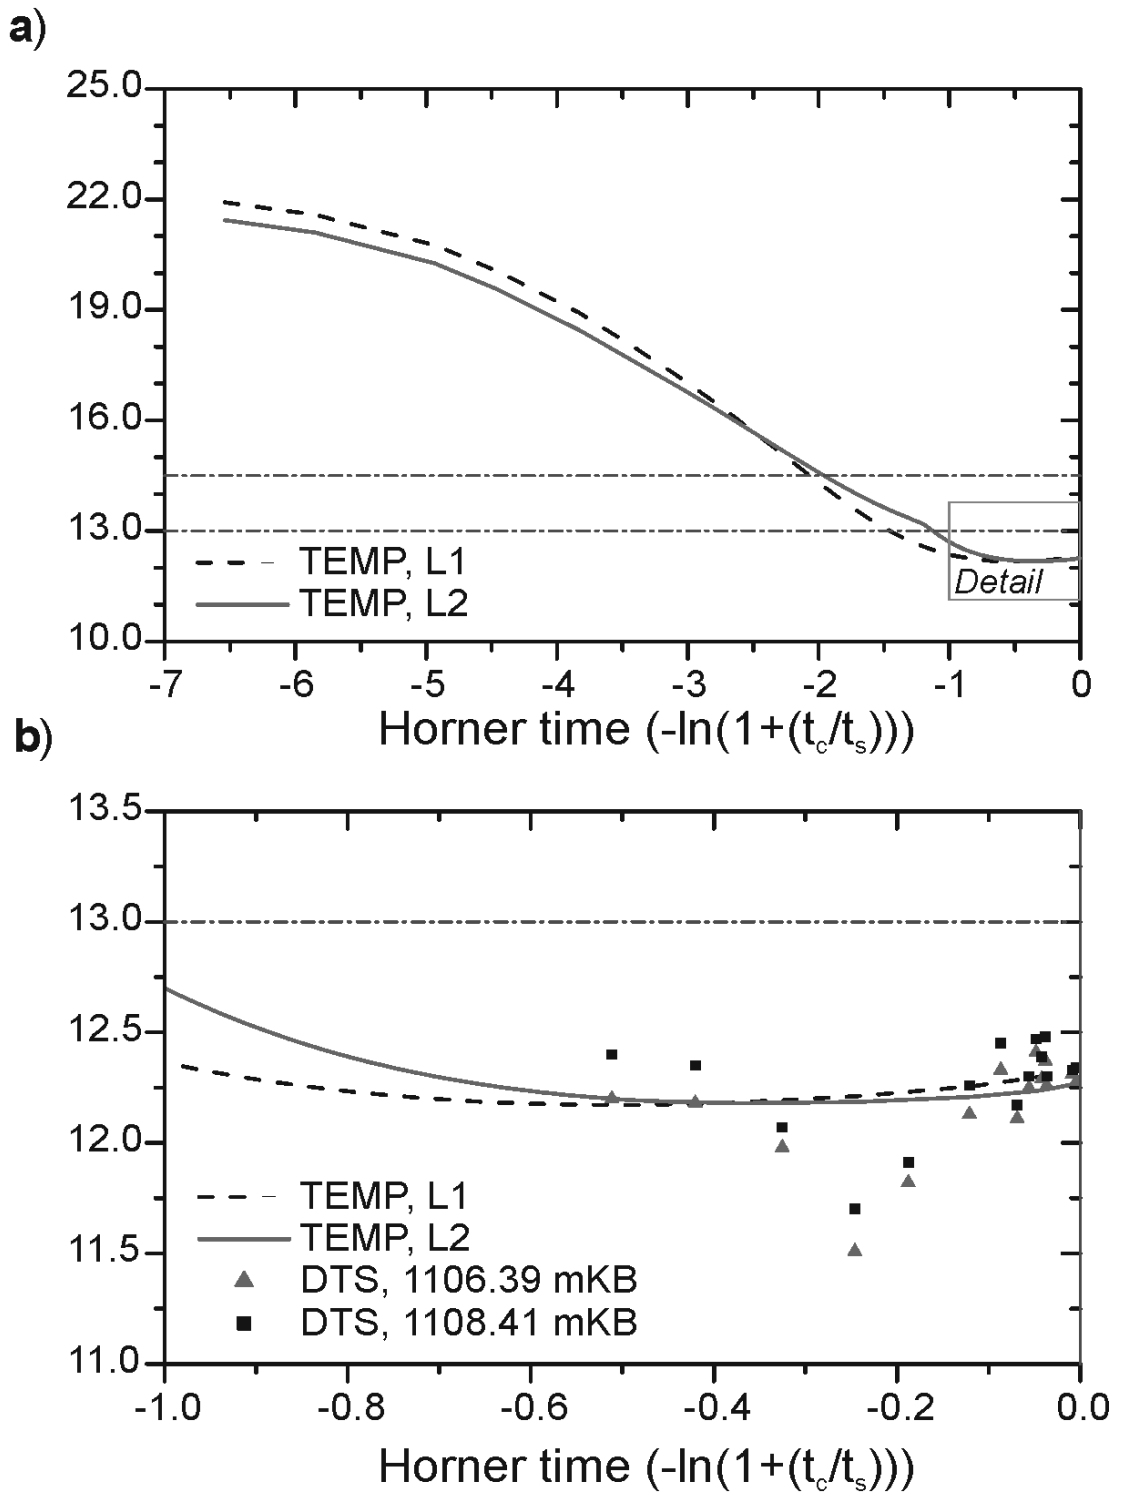 a)
25.0
22.0
19.0
16.0
13.0
10.0
TEMP, L1
TEMP, L2
Detail
-7 -6 -5 -4 -3 -2 -1 0
Horner time (-ln(1+(tc/ts)))
b)
13.5
13.0
12.5
12.0
11.5
11.0
TEMP, L1
TEMP, L2
DTS, 1106.39 mKB
DTS, 1108.41 mKB
-1.0 -0.8 -0.6 -0.4 -0.2 0.0
Horner time (-ln(1+(tc/ts)))